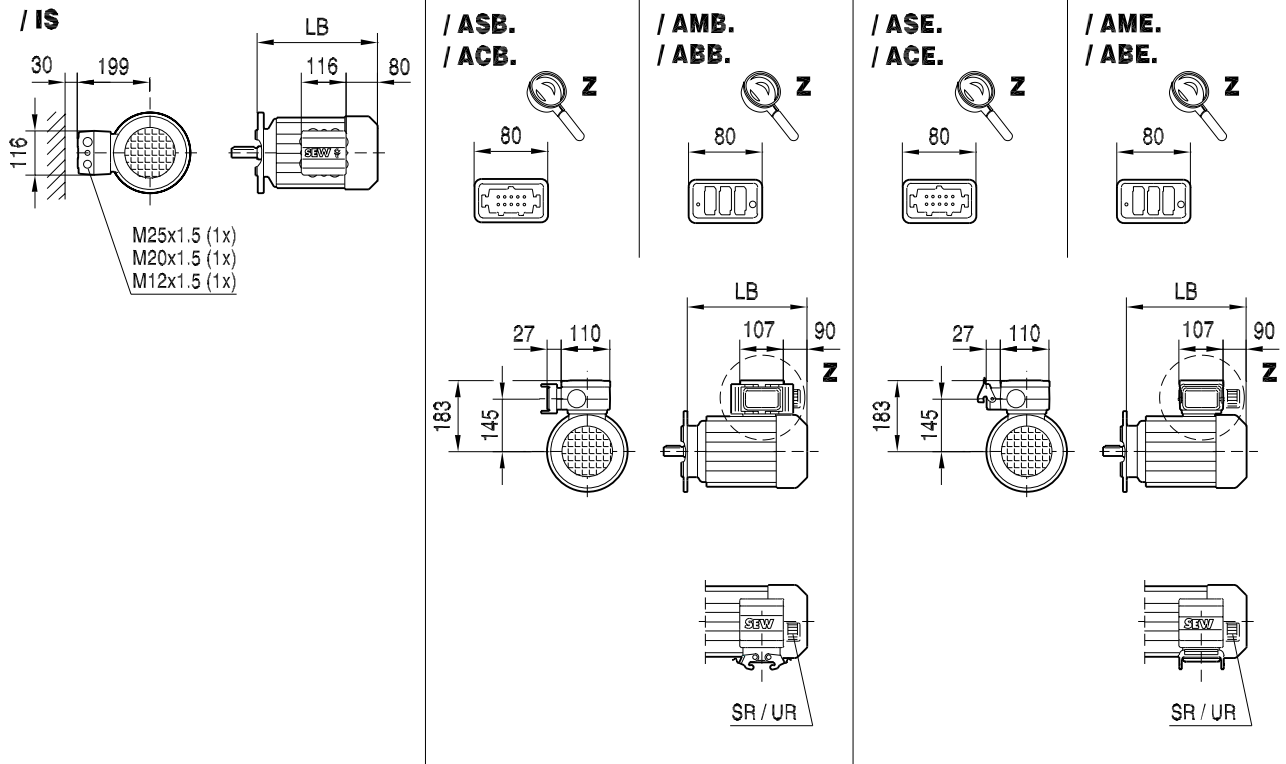 / IS
LB
30
199
116
80
116
SEW
M25x1.5 (1x)
M20x1.5 (1x)
M12x1.5 (1x)
/ ASB.
/ ACB.
Z
80
/ AMB.
/ ABB.
Z
80
/ ASE.
/ ACE.
Z
80
/ AME.
/ ABE.
Z
80
LB
27
110
107
90
Z
183
145
SEW
SR / UR
LB
27
110
107
90
Z
183
145
SEW
SR / UR